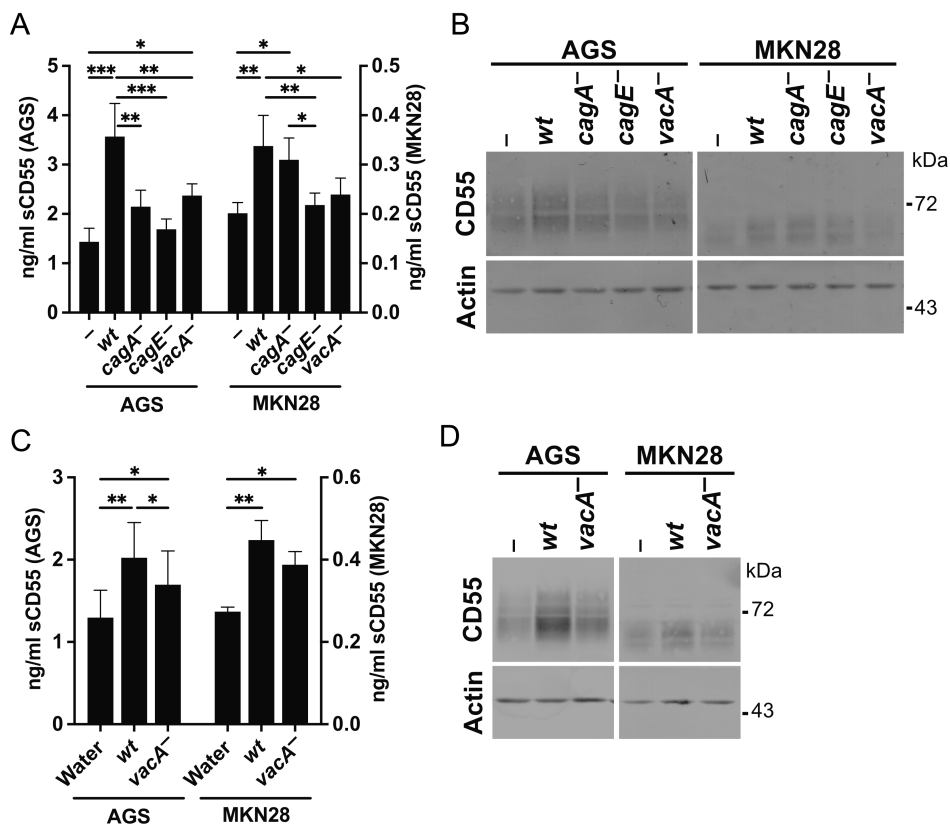 A
ng/ml sCD55 (AGS)
5
4
3
2
1
0
*
*** **
***
**
*
** *
**
*
0.5
0.4
0.3
0.2
0.1
0.0
ng/ml sCD55 (MKN28)
– wt cagA– cagE– vacA–
– wt cagA– cagE– vacA–
AGS MKN28
B
AGS MKN28
– wt cagA– cagE– vacA–
– wt cagA– cagE– vacA–
kDa
CD55
-72
Actin
-43
C
ng/ml sCD55 (AGS)
3
2
1
0
*
** *
*
**
0.6
0.4
0.2
0.0
ng/ml sCD55 (MKN28)
Water wt vacA–
Water wt vacA–
AGS MKN28
D
AGS MKN28
– wt vacA–
– wt vacA–
kDa
CD55
-72
Actin
-43